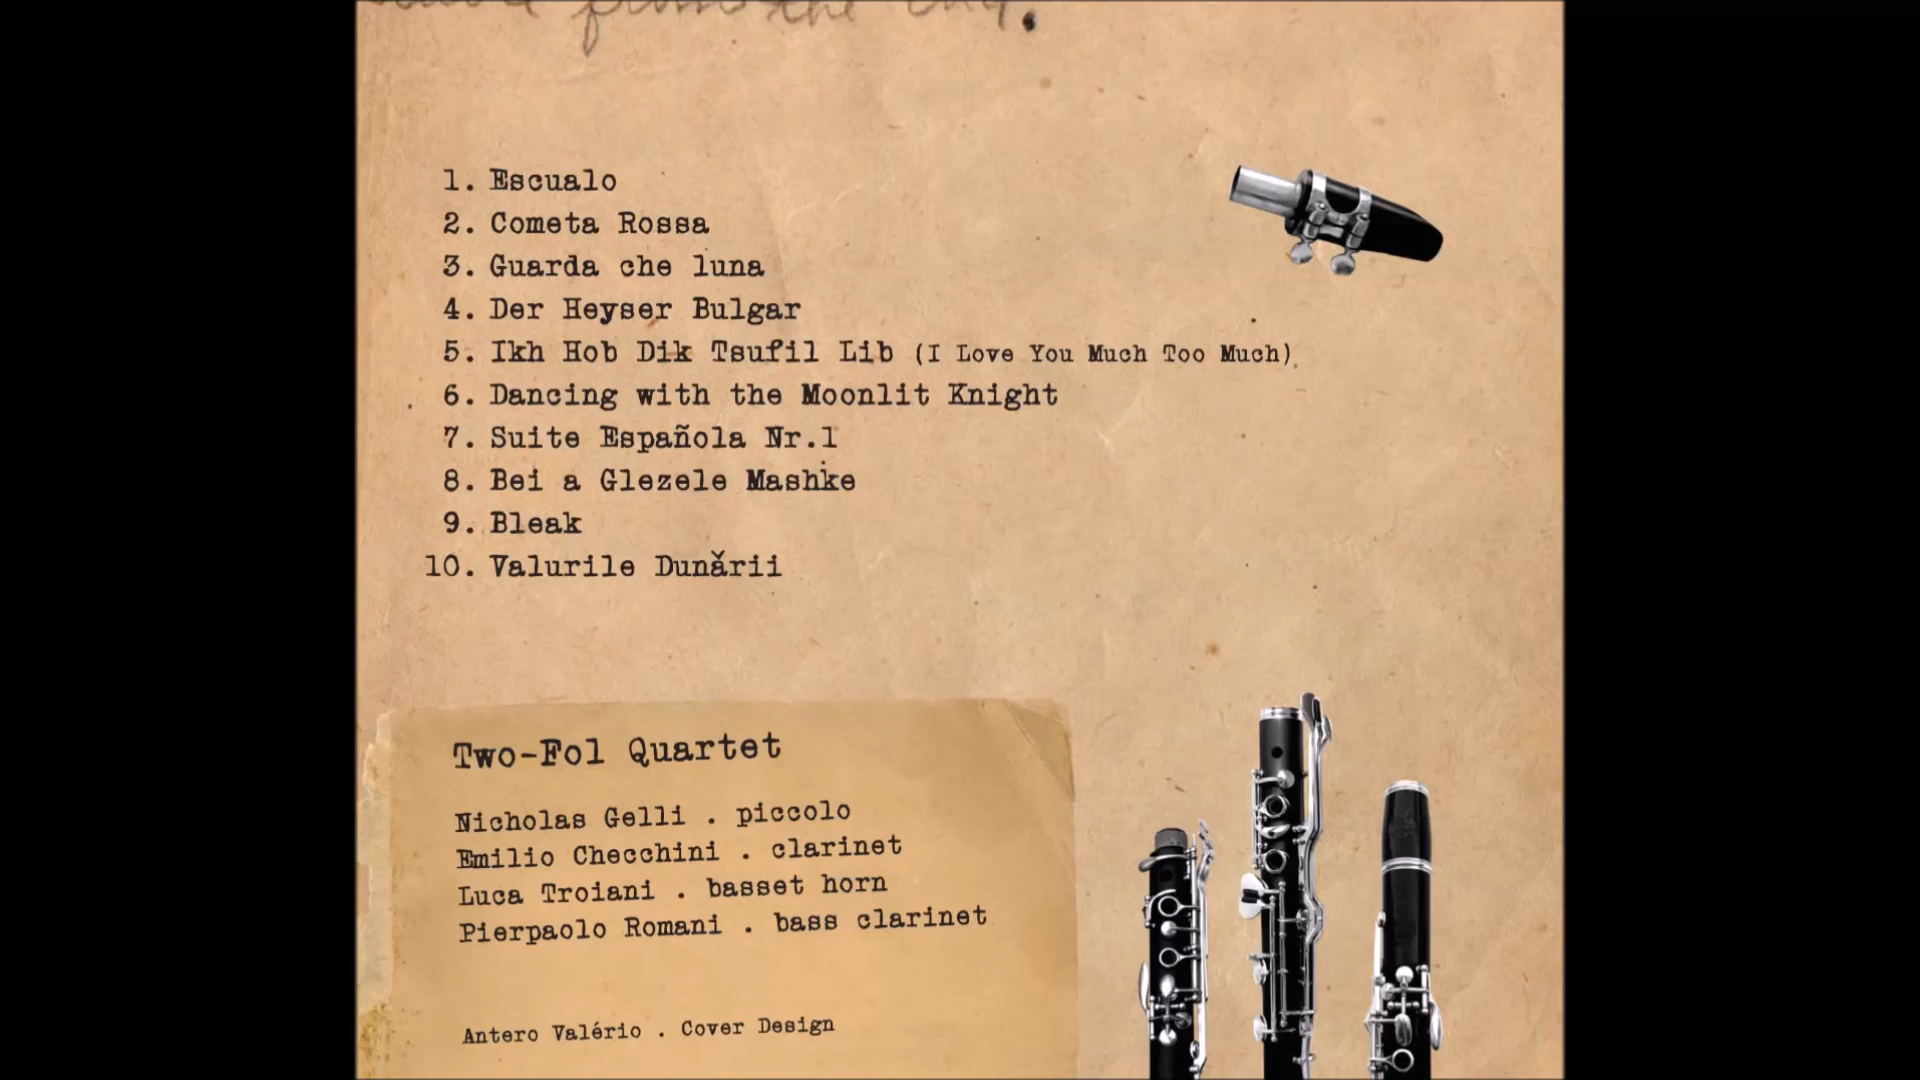 from the
1. Escualo
2. Cometa Rossa
3. Guarda che luna
4. Der Heyser Bulgar
5. Ikh Hob Dik Tsufil Lib (I Love You Much Too Much)
6. Dancing with the Moonlit Knight
7. Suite Española Nr.1
8. Bei a Glezele Mashke
9. Bleak
10. Valurile Dunării
Two-Fol Quartet
Nicholas Gelli . piccolo
Emilio Checchini . clarinet
Luca Troiani . basset horn
Pierpaolo Romani . bass clarinet
Antero Valério . Cover Design